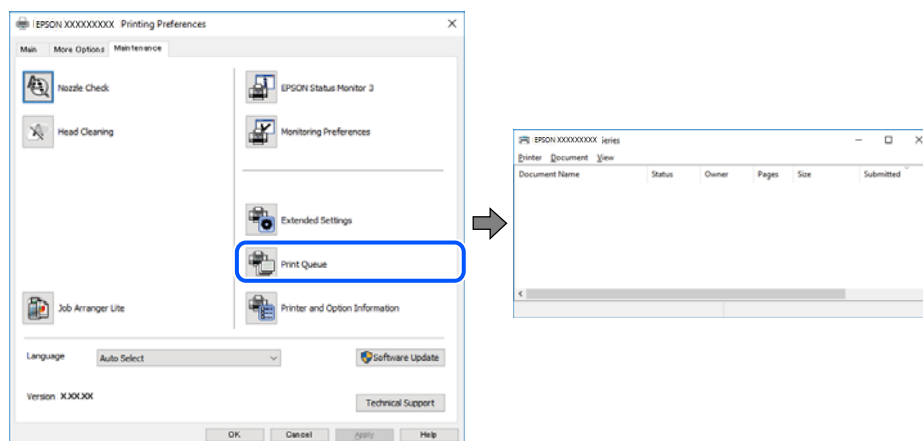 EPSON XXXXXXXXX Printing Preferences
Main More Options Maintenance
Nozzle Check
EPSON Status Monitor 3
Head Cleaning
Monitoring Preferences
Extended Settings
Print Queue
Job Arranger Lite
Printer and Option Information
Language Auto Select Software Update
Version X.XX.XX
Technical Support
OK Cancel Apply Help
EPSON XXXXXXXXX Series
Printer Document View
Document Name Status Owner Pages Size Submitted